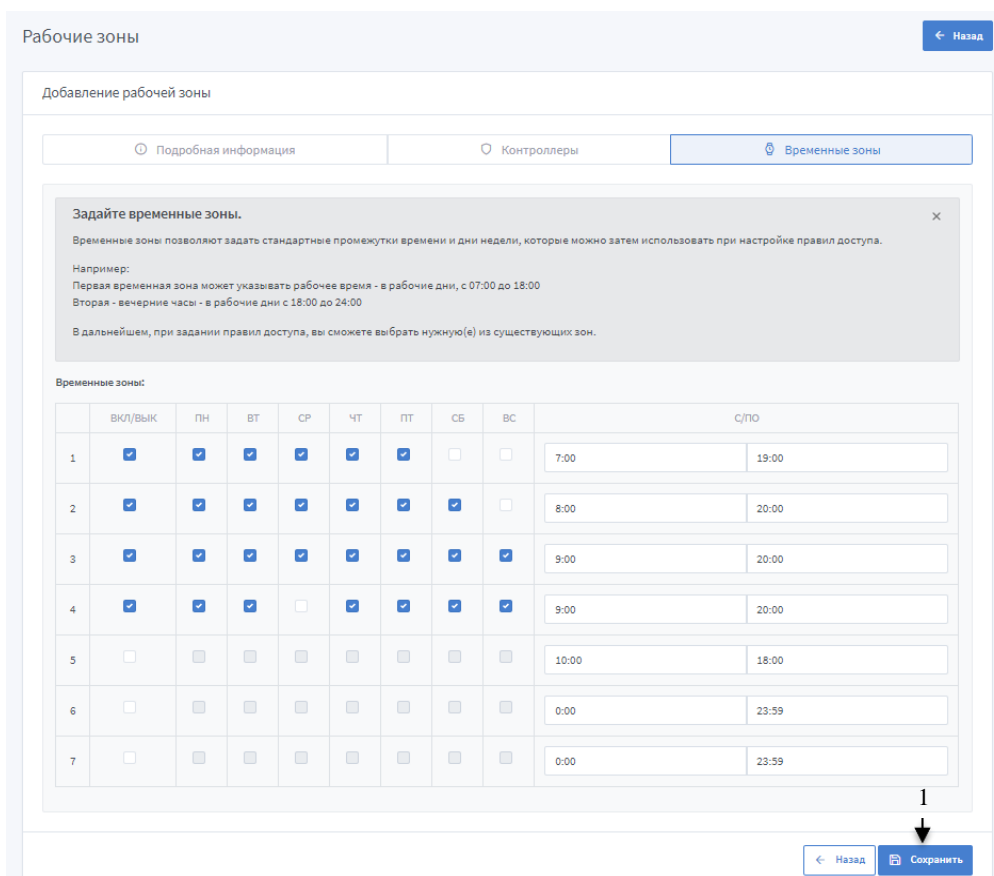 Рабочие зоны
← Назад
Добавление рабочей зоны
Подробная информация
Контроллеры
Временные зоны
Задайте временные зоны.
Временные зоны позволяют задать стандартные промежутки времени и дни недели, которые можно затем использовать при настройке правил доступа.
Например:
Первая временная зона может указывать рабочее время - в рабочие дни, с 07:00 до 18:00
Вторая - вечерние часы - в рабочие дни с 18:00 до 24:00
В дальнейшем, при задании правил доступа, вы сможете выбрать нужную(е) из существующих зон.
Временные зоны:
ВКЛ/ВЫК ПН ВТ СР ЧТ ПТ СБ ВС С/ПО
1 7:00 19:00
2 8:00 20:00
3 9:00 20:00
4 9:00 20:00
5 10:00 18:00
6 0:00 23:59
7 0:00 23:59
1
← Назад Сохранить